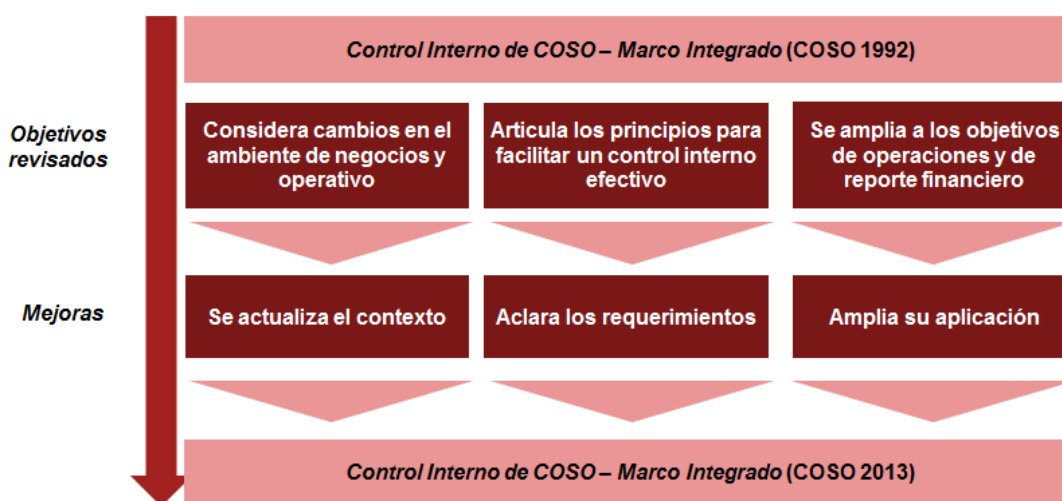 Control Interno de COSO – Marco Integrado (COSO 1992)
Objetivos
revisados
Considera cambios en el
ambiente de negocios y
operativo
Articula los principios para
facilitar un control interno
efectivo
Se amplia a los objetivos
de operaciones y de
reporte financiero
Mejoras
Se actualiza el contexto
Aclara los requerimientos
Amplia su aplicación
Control Interno de COSO – Marco Integrado (COSO 2013)